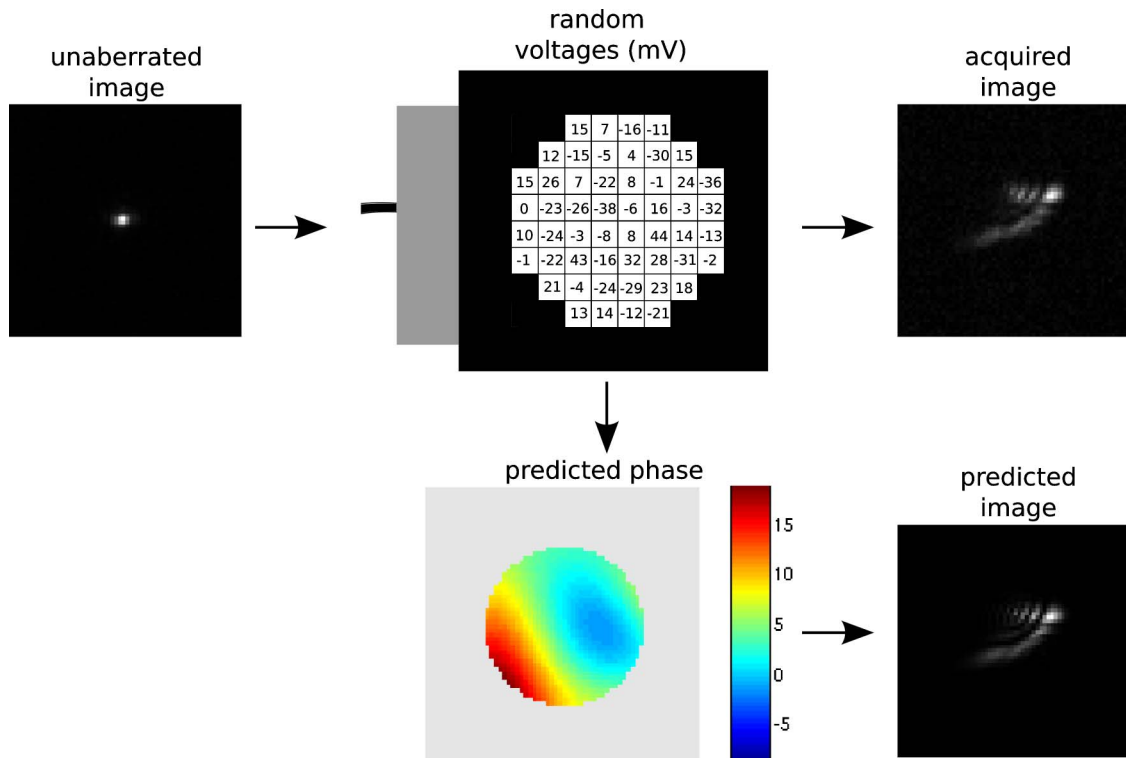 unaberrated
image
random
voltages (mV)
acquired
image
15 7 -16 -11
12 -15 -5 4 -30 15
15 26 7 -22 8 -1 24 -36
0 -23 -26 -38 -6 16 -3 -32
10 -24 -3 -8 8 44 14 -13
-1 -22 43 -16 32 28 -31 -2
21 -4 -24 -29 23 18
13 14 -12 -21
predicted phase
15
10
5
0
-5
predicted
image